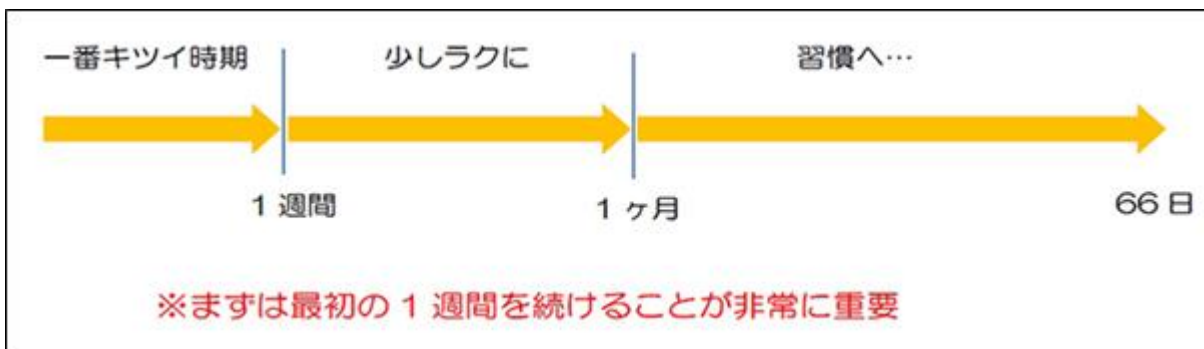 一番キツイ時期 少しラクに 習慣へ…
1 週間 1 ヶ月 66 日
※まずは最初の 1 週間を続けることが非常に重要